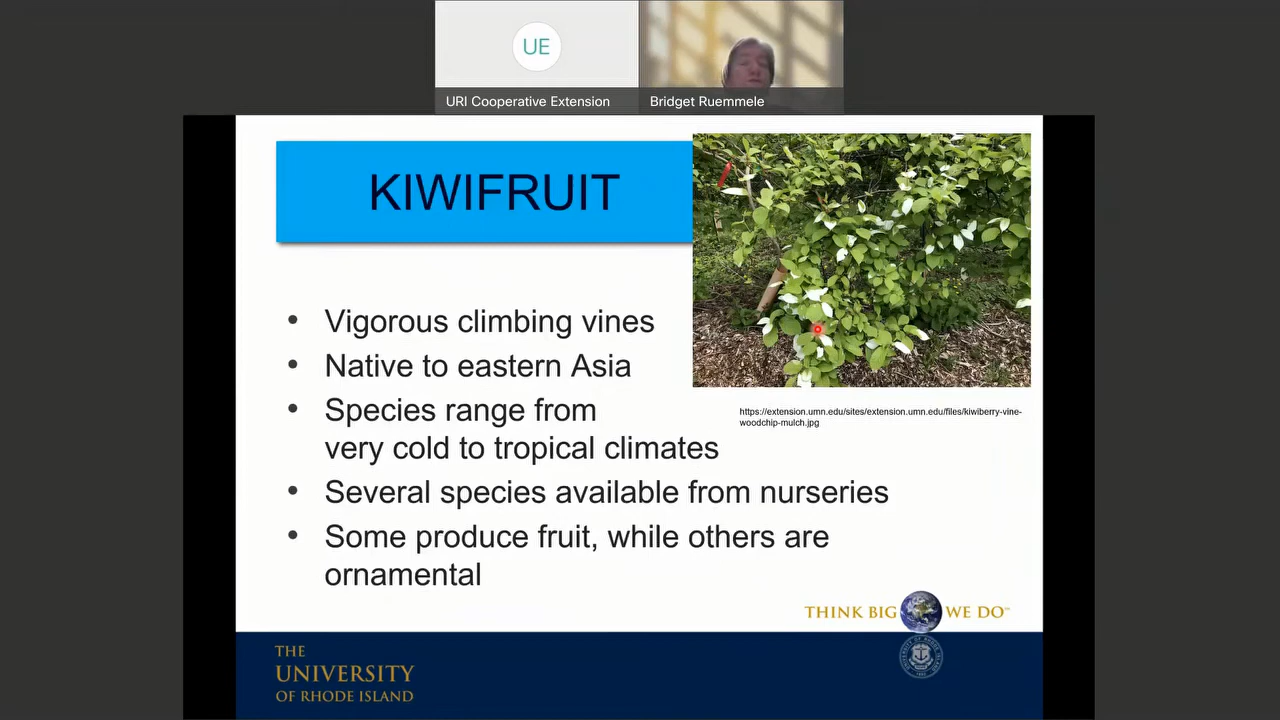 UE
URI Cooperative Extension
Bridget Ruemmele
KIWIFRUIT
• Vigorous climbing vines
• Native to eastern Asia
• Species range from
very cold to tropical climates
• Several species available from nurseries
• Some produce fruit, while others are
ornamental
https://extension.umn.edu/sites/extension.umn.edu/files/kiwiberry-vine-
woodchip-mulch.jpg
THINK BIG WE DO™
THE
UNIVERSITY
OF RHODE ISLAND